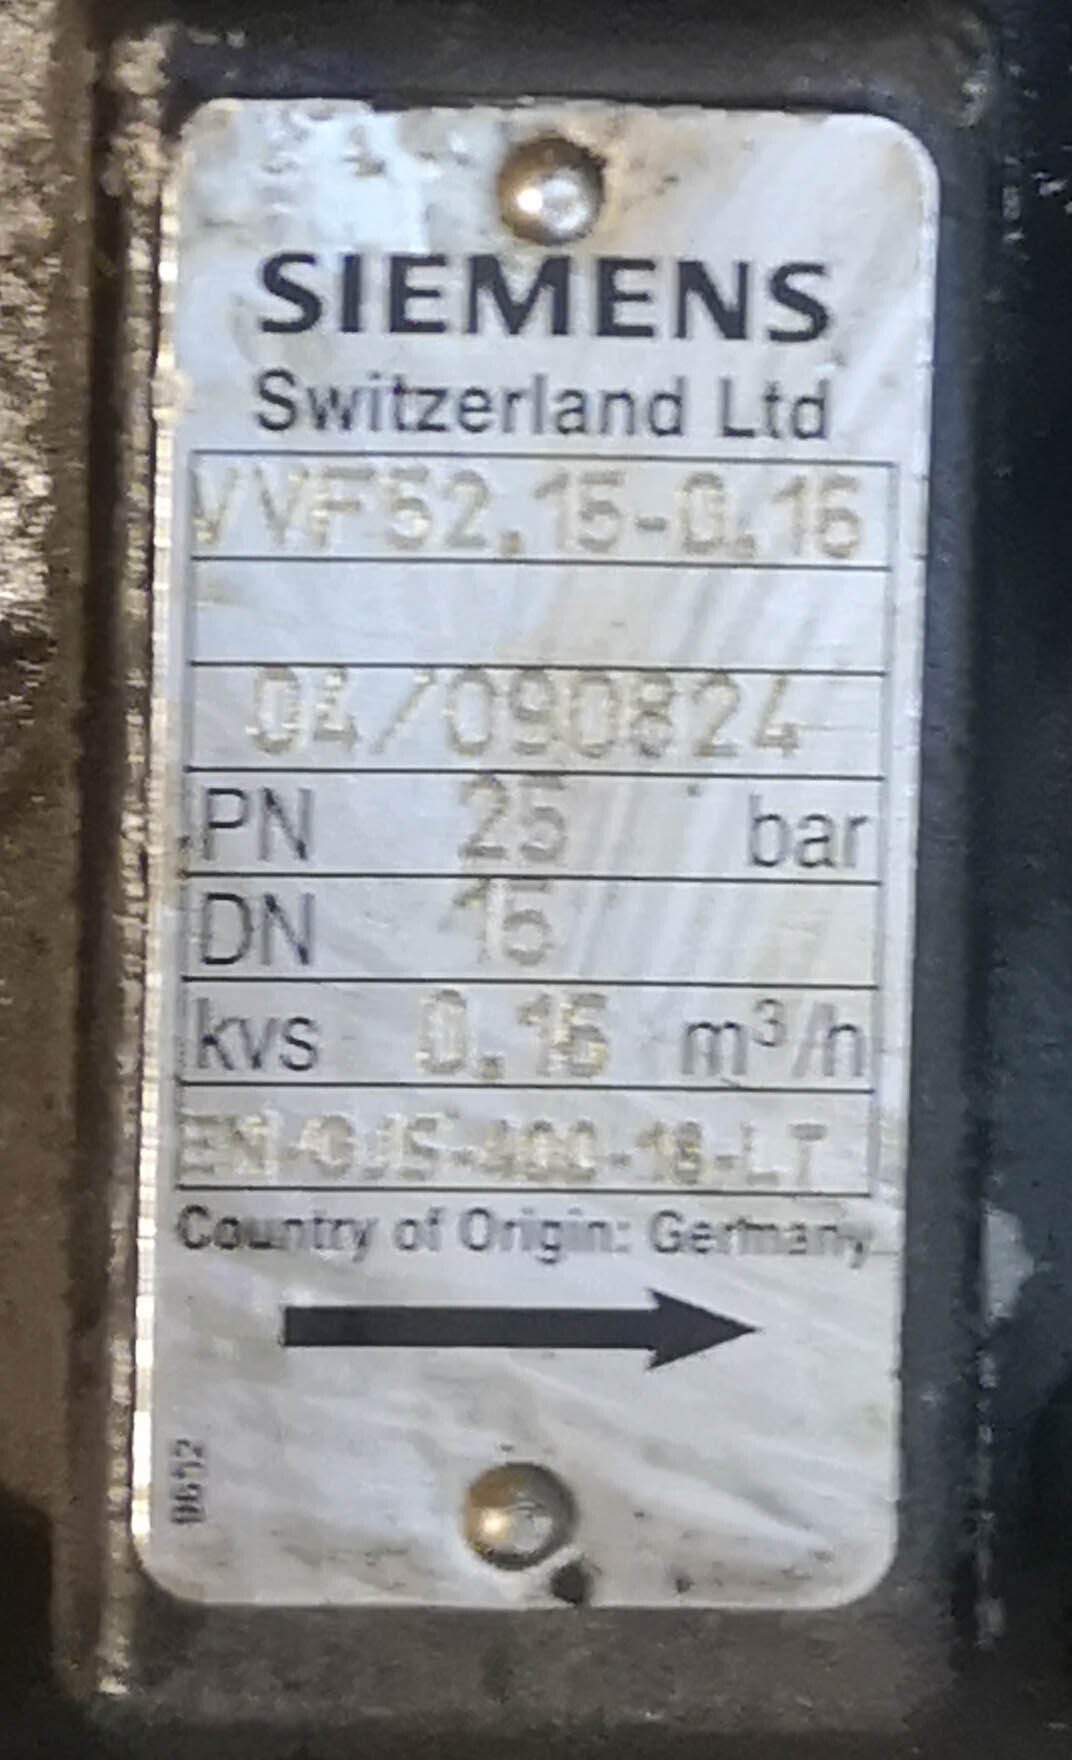 SIEMENS
Switzerland Ltd
VVF52.15-0.16
04/090824
PN 25 bar
DN 15
kvs 0.16 m³/h
EN-GJS-400-18-LT
Country of Origin: Germany